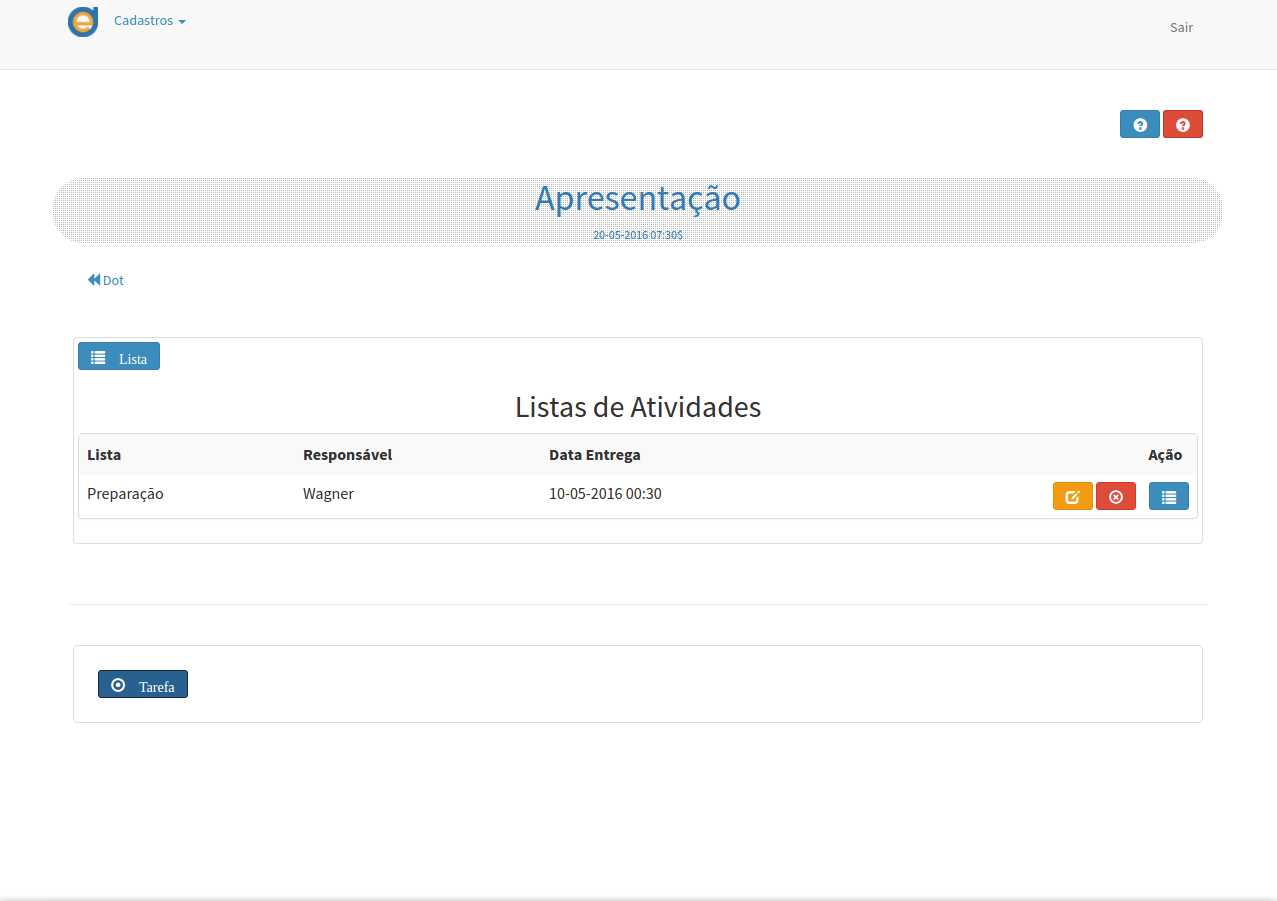 Cadastros
Sair
Apresentação
20-05-2016 07:30$
Dot
Lista
Listas de Atividades
Lista Responsável Data Entrega Ação
Preparação Wagner 10-05-2016 00:30
Tarefa